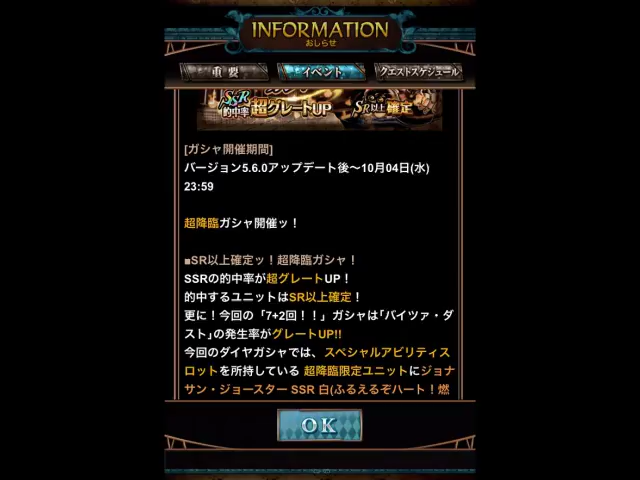 INFORMATION
おしらせ
重要
イベント
クエストスケジュール
SSR
的中率 超グレートUP
SR以上確定
[ガシャ開催期間]
バージョン5.6.0アップデート後〜10月04日(水)
23:59
超降臨ガシャ開催ッ！
■SR以上確定ッ！超降臨ガシャ！
SSRの的中率が超グレートUP！
的中するユニットはSR以上確定！
更に！今回の「7+2回！！」ガシャは「バイツァ・ダ
スト」の発生率がグレートUP!!
今回のダイヤガシャでは、スペシャルアビリティス
ロットを所持している 超降臨限定ユニットにジョナ
サン・ジョースター SSR 白(ふるえるぞハート！燃
OK